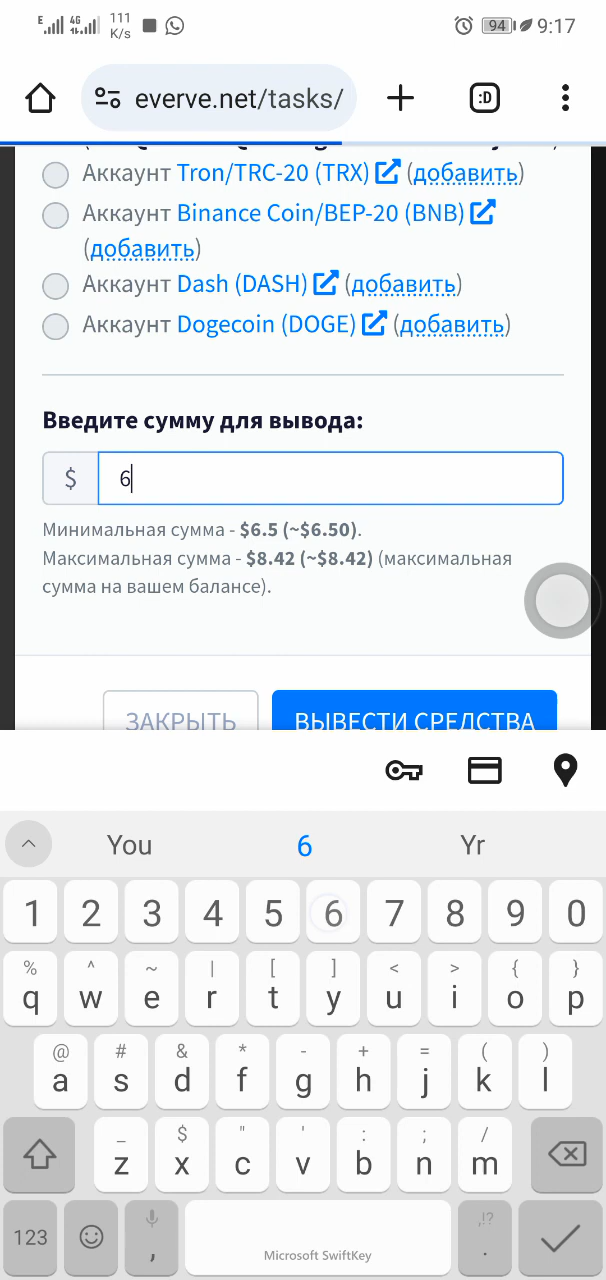 E 4G 111 K/s 94 9:17
everve.net/tasks/ :D
Аккаунт Tron/TRC-20 (TRX) (добавить)
Аккаунт Binance Coin/BEP-20 (BNB)
(добавить)
Аккаунт Dash (DASH) (добавить)
Аккаунт Dogecoin (DOGE) (добавить)
Введите сумму для вывода:
$ 6
Минимальная сумма - $6.5 (~$6.50).
Максимальная сумма - $8.42 (~$8.42) (максимальная
сумма на вашем балансе).
ЗАКРЫТЬ ВЫВЕСТИ СРЕДСТВА
You 6 Yr
1 2 3 4 5 6 7 8 9 0
% ^ ~ | [ ] < > { }
q w e r t y u i o p
@ # & * - + = ( )
a s d f g h j k l
_ $ " ' : ; /
z x c v b n m
123 , Microsoft SwiftKey ,!? .